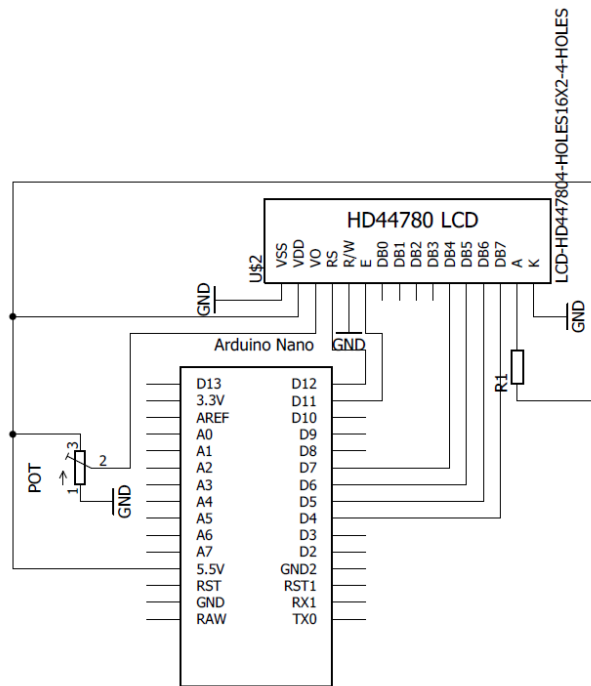 LCD-HD447804-HOLES16X2-4-HOLES
HD44780 LCD
U$2
VSS
VDD
VO
RS
R/W
E
DB0
DB1
DB2
DB3
DB4
DB5
DB6
DB7
A
K
GND
GND
GND
Arduino Nano
R1
D13 D12
3.3V D11
AREF D10
A0 D9
A1 D8
A2 D7
A3 D6
A4 D5
A5 D4
A6 D3
A7 D2
5.5V GND2
RST RST1
GND RX1
RAW TX0
POT
3
2
1
GND